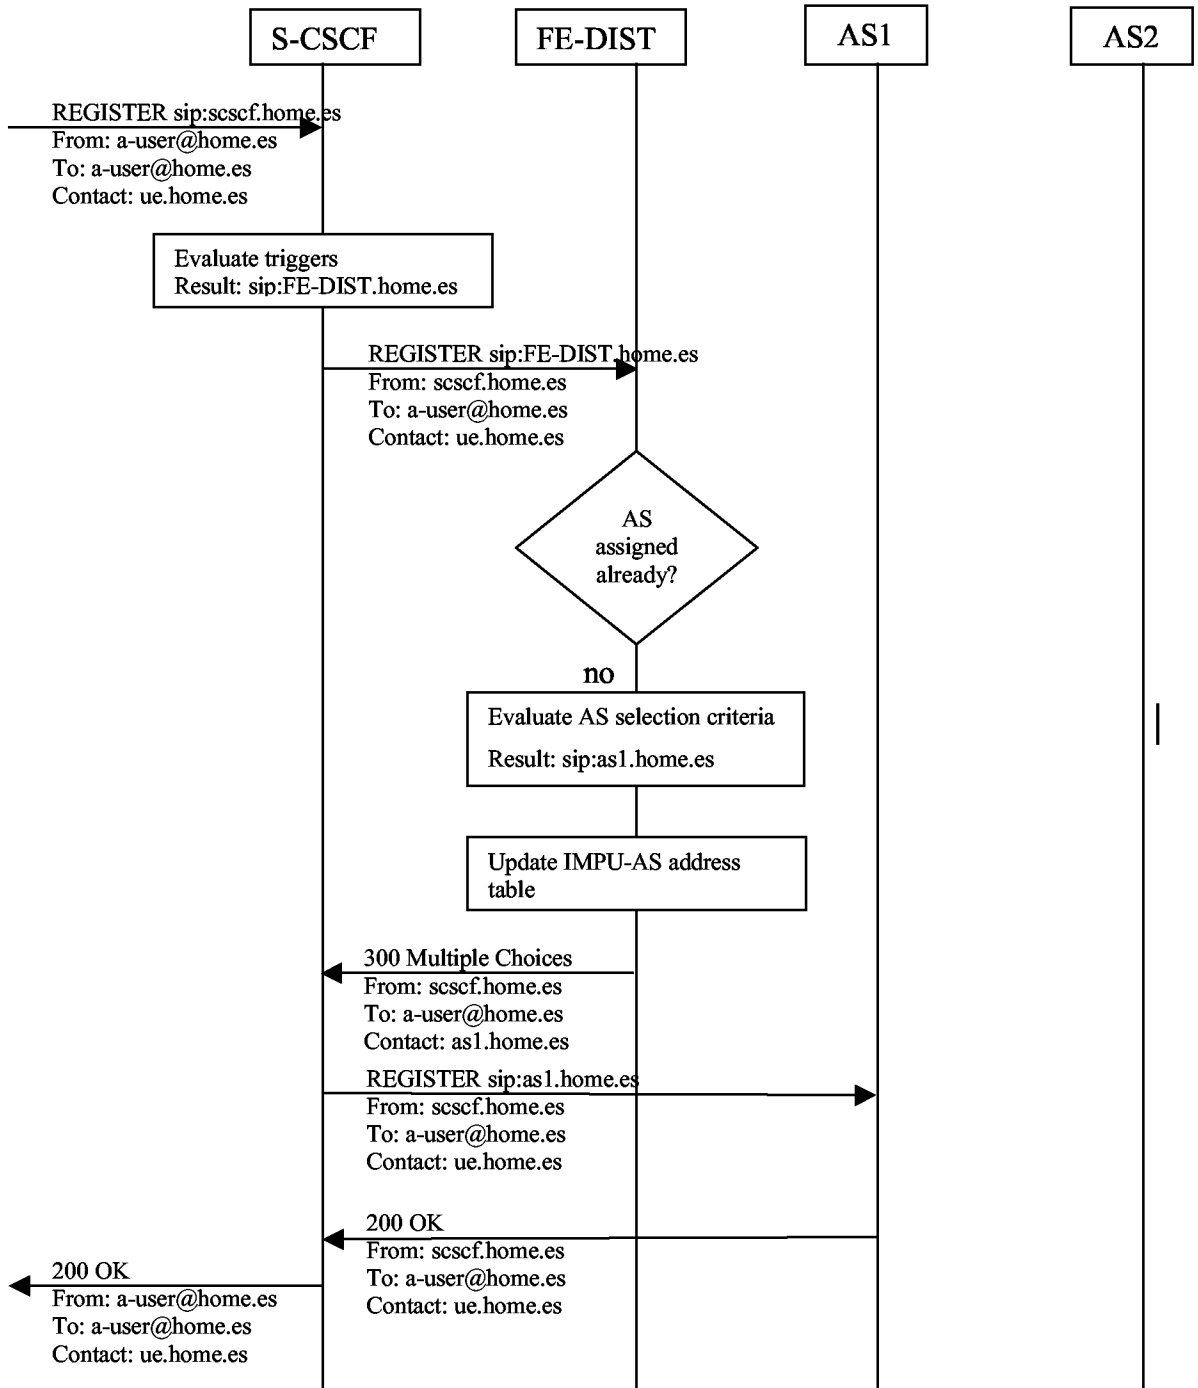 S-CSCF
FE-DIST
AS1
AS2
REGISTER sip:scscf.home.es
From: a-user@home.es
To: a-user@home.es
Contact: ue.home.es
Evaluate triggers
Result: sip:FE-DIST.home.es
REGISTER sip:FE-DIST.home.es
From: scscf.home.es
To: a-user@home.es
Contact: ue.home.es
AS
assigned
already?
no
Evaluate AS selection criteria
Result: sip:as1.home.es
Update IMPU-AS address
table
300 Multiple Choices
From: scscf.home.es
To: a-user@home.es
Contact: as1.home.es
REGISTER sip:as1.home.es
From: scscf.home.es
To: a-user@home.es
Contact: ue.home.es
200 OK
From: scscf.home.es
To: a-user@home.es
Contact: ue.home.es
200 OK
From: a-user@home.es
To: a-user@home.es
Contact: ue.home.es